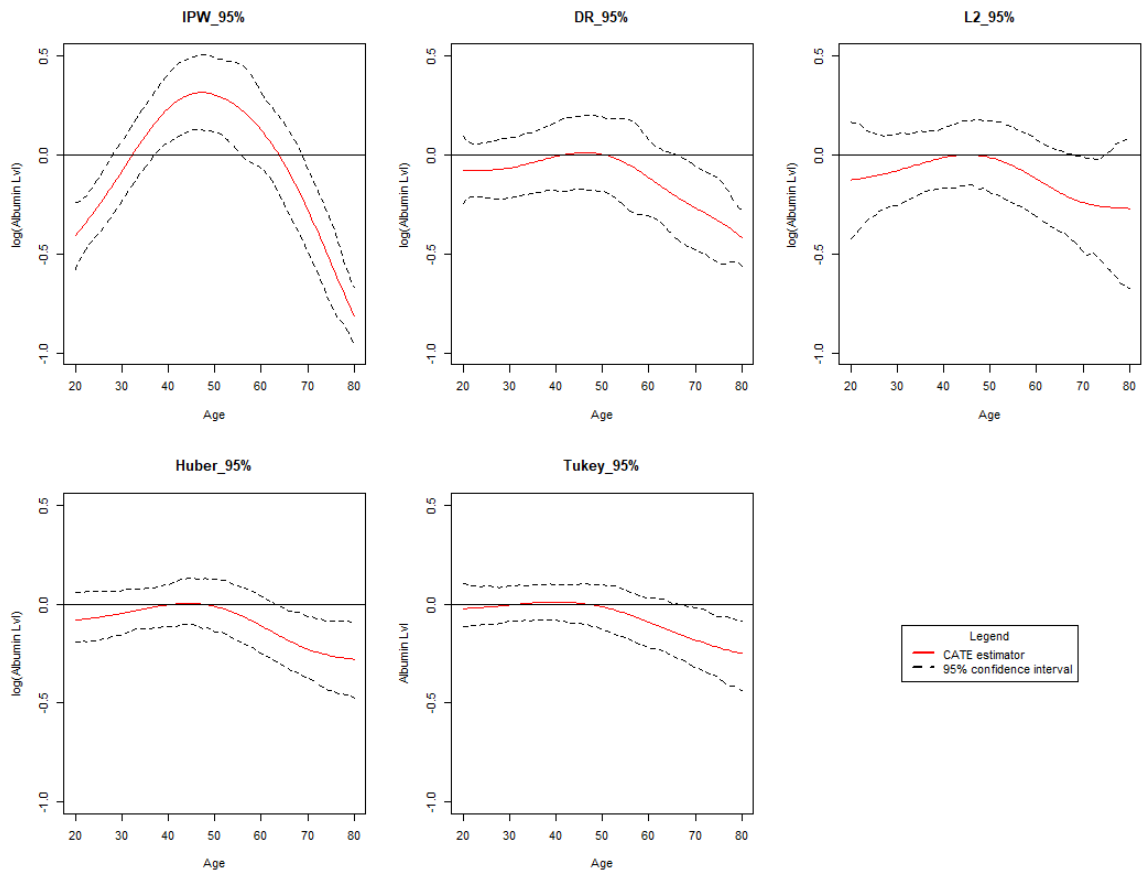 IPW_95%
0.5
0.0
-0.5
-1.0
log(Albumin Lvl)
20 30 40 50 60 70 80
Age
DR_95%
0.5
0.0
-0.5
-1.0
log(Albumin Lvl)
20 30 40 50 60 70 80
Age
L2_95%
0.5
0.0
-0.5
-1.0
log(Albumin Lvl)
20 30 40 50 60 70 80
Age
Huber_95%
0.5
0.0
-0.5
-1.0
log(Albumin Lvl)
20 30 40 50 60 70 80
Age
Tukey_95%
0.5
0.0
-0.5
-1.0
Albumin Lvl)
20 30 40 50 60 70 80
Age
Legend
CATE estimator
95% confidence interval